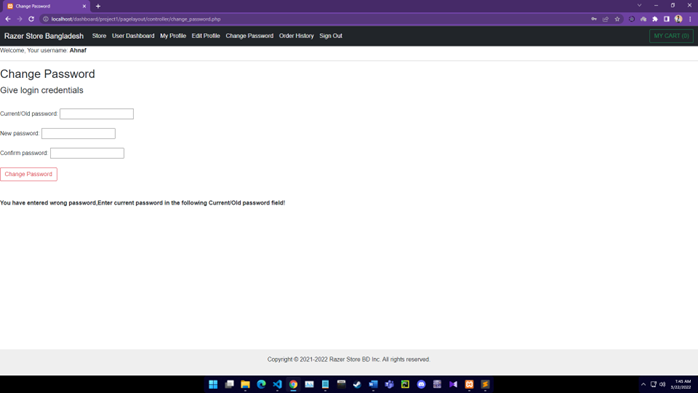 Change Password
localhost/dashboard/project1/pagelayout/controller/change_password.php
Razer Store Bangladesh Store User Dashboard My Profile Edit Profile Change Password Order History Sign Out MY CART (0)
Welcome, Your username Ahnaf
Change Password
Give login credentials
Current/Old password:
New password:
Confirm password:
Change Password
You have entered wrong password,Enter current password in the following Current/Old password field!
Copyright © 2021-2022 Razer Store BD Inc. All rights reserved.
1:45 AM